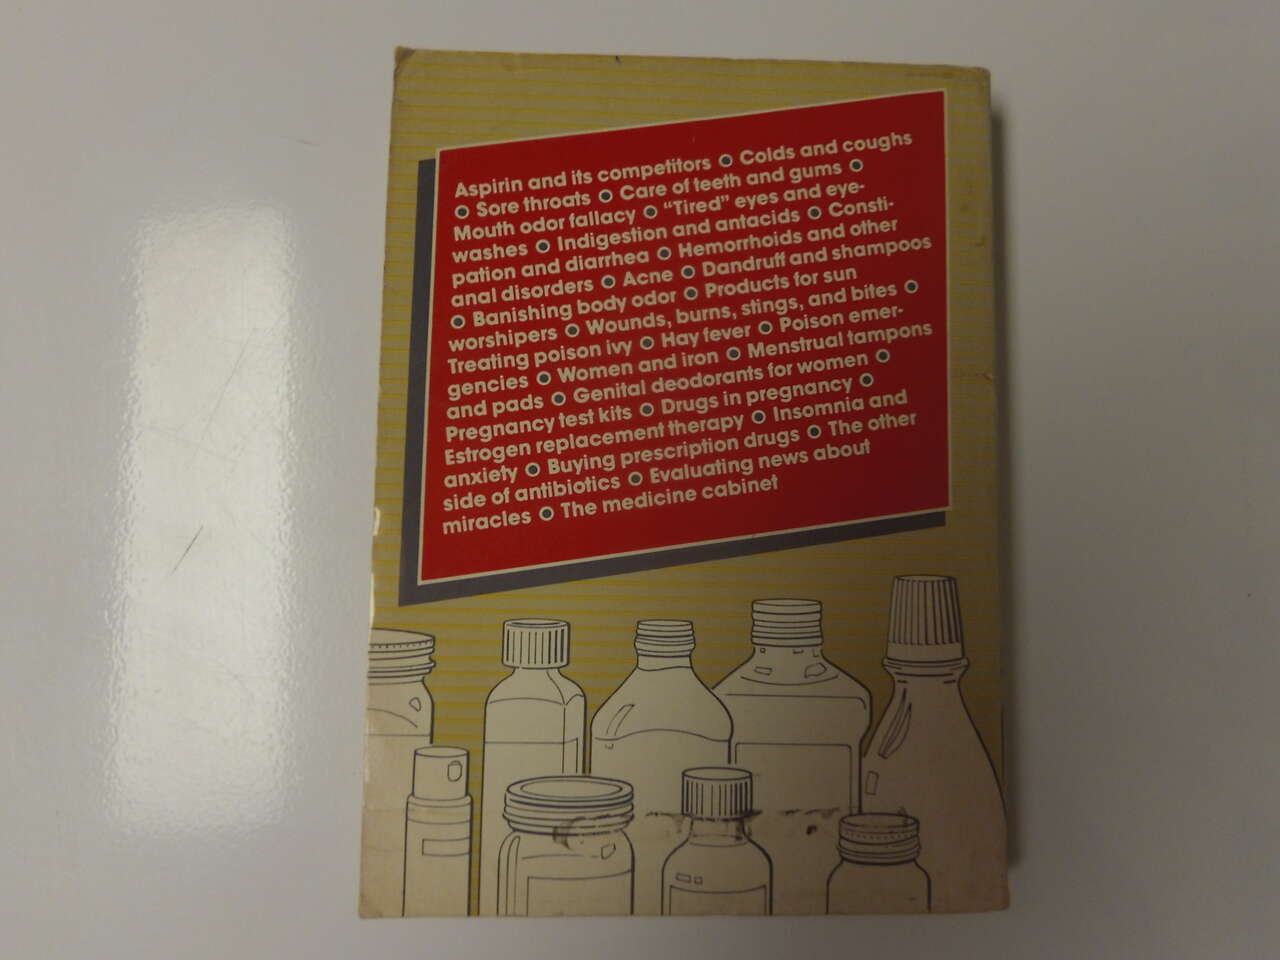 Aspirin and its competitors • Colds and coughs
• Sore throats • Care of teeth and gums •
Mouth odor fallacy • “Tired” eyes and eye-
washes • Indigestion and antacids • Consti-
pation and diarrhea • Hemorrhoids and other
anal disorders • Acne • Dandruff and shampoos
• Banishing body odor • Products for sun
worshipers • Wounds, burns, stings, and bites •
Treating poison ivy • Hay fever • Poison emer-
gencies • Women and iron • Menstrual tampons
and pads • Genital deodorants for women •
Pregnancy test kits • Drugs in pregnancy •
Estrogen replacement therapy • Insomnia and
anxiety • Buying prescription drugs • The other
side of antibiotics • Evaluating news about
miracles • The medicine cabinet